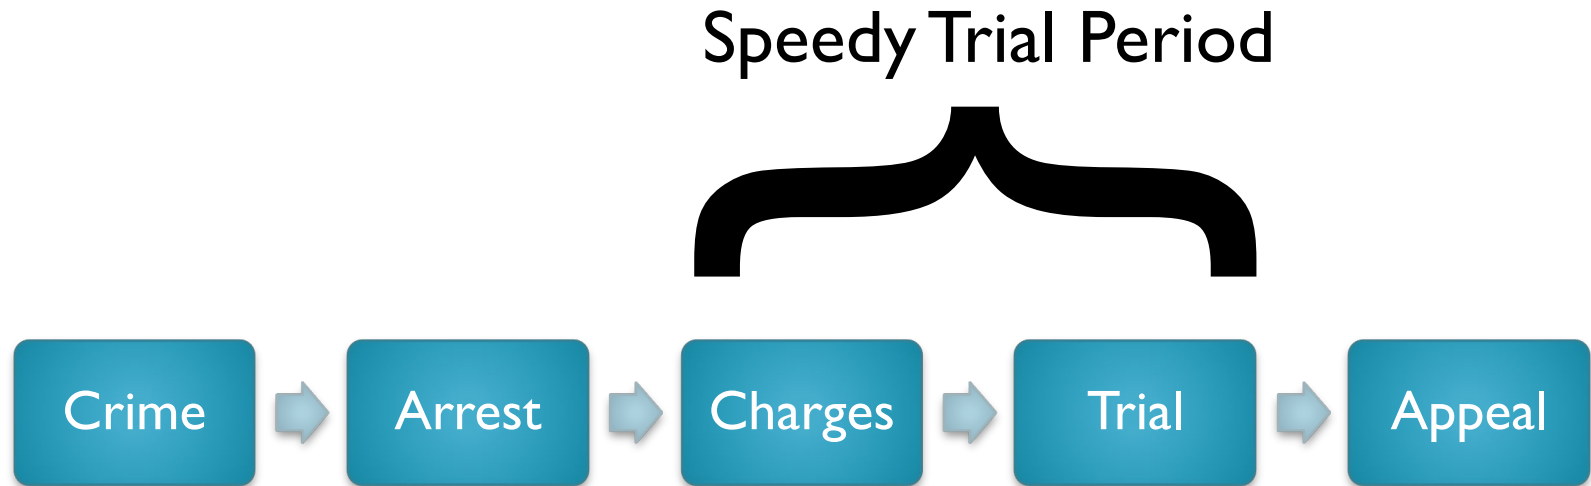 Speedy Trial Period
Crime
Arrest
Charges
Trial
Appeal